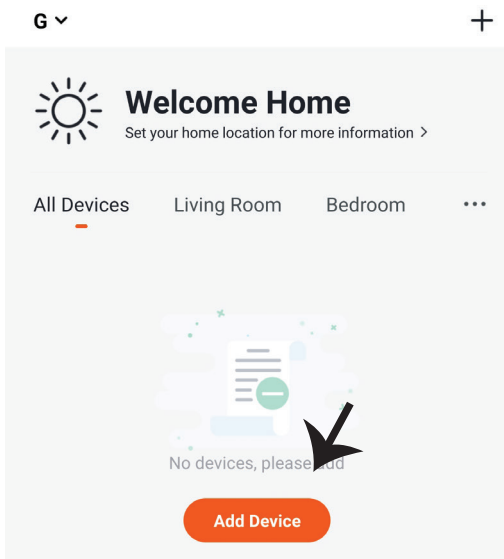 G
Welcome Home
Set your home location for more information >
All Devices Living Room Bedroom ...
No devices, please add
Add Device